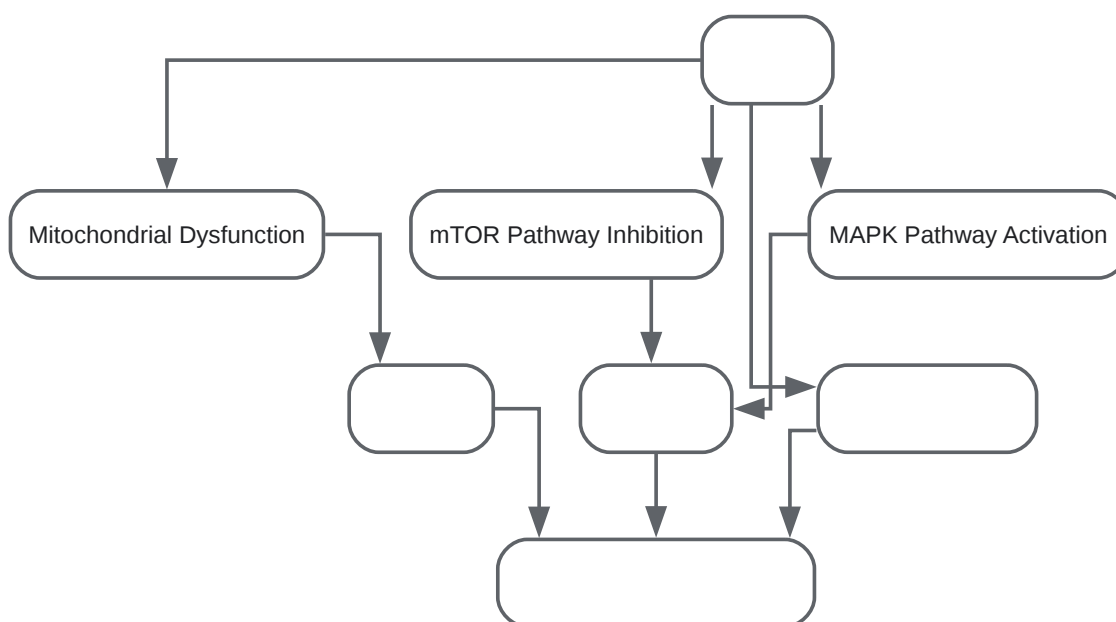 Mitochondrial Dysfunction
mTOR Pathway Inhibition
MAPK Pathway Activation